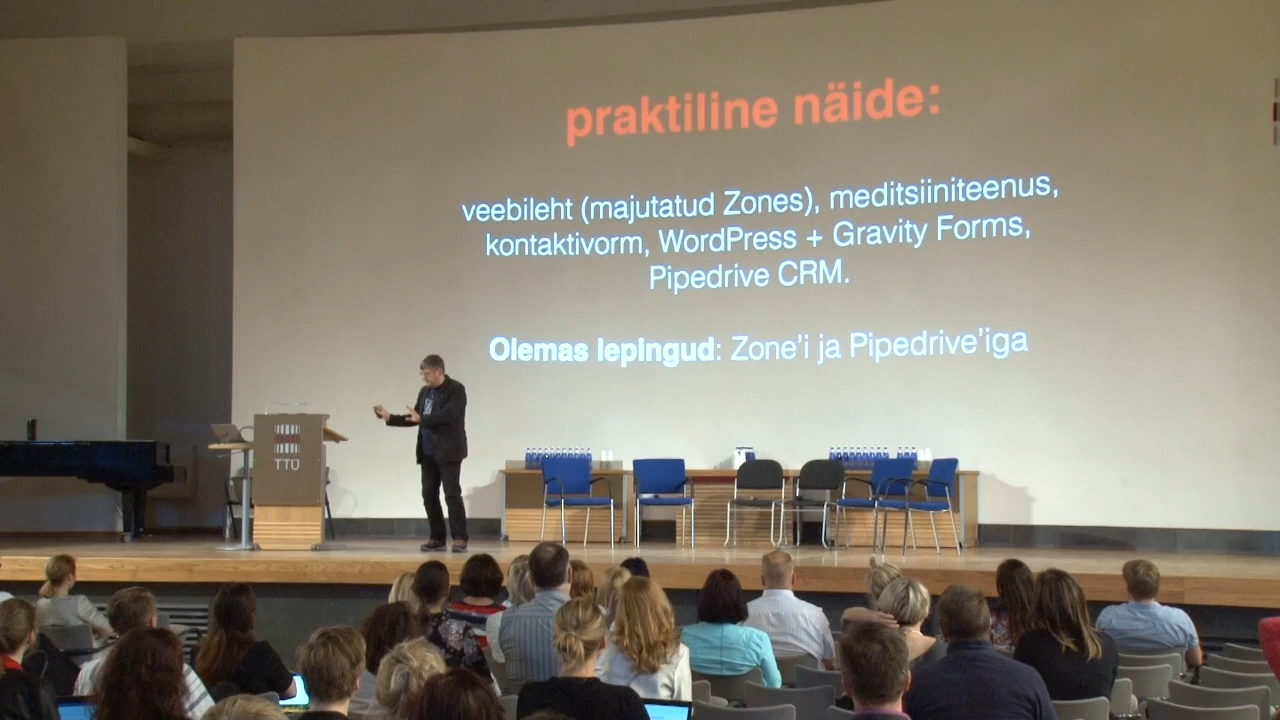 praktiline näide:
veebileht (majutatud Zones), meditsiiniteenus,
kontaktivorm, WordPress + Gravity Forms,
Pipedrive CRM.
Olemas lepingud: Zone'i ja Pipedrive'iga
TTÜ